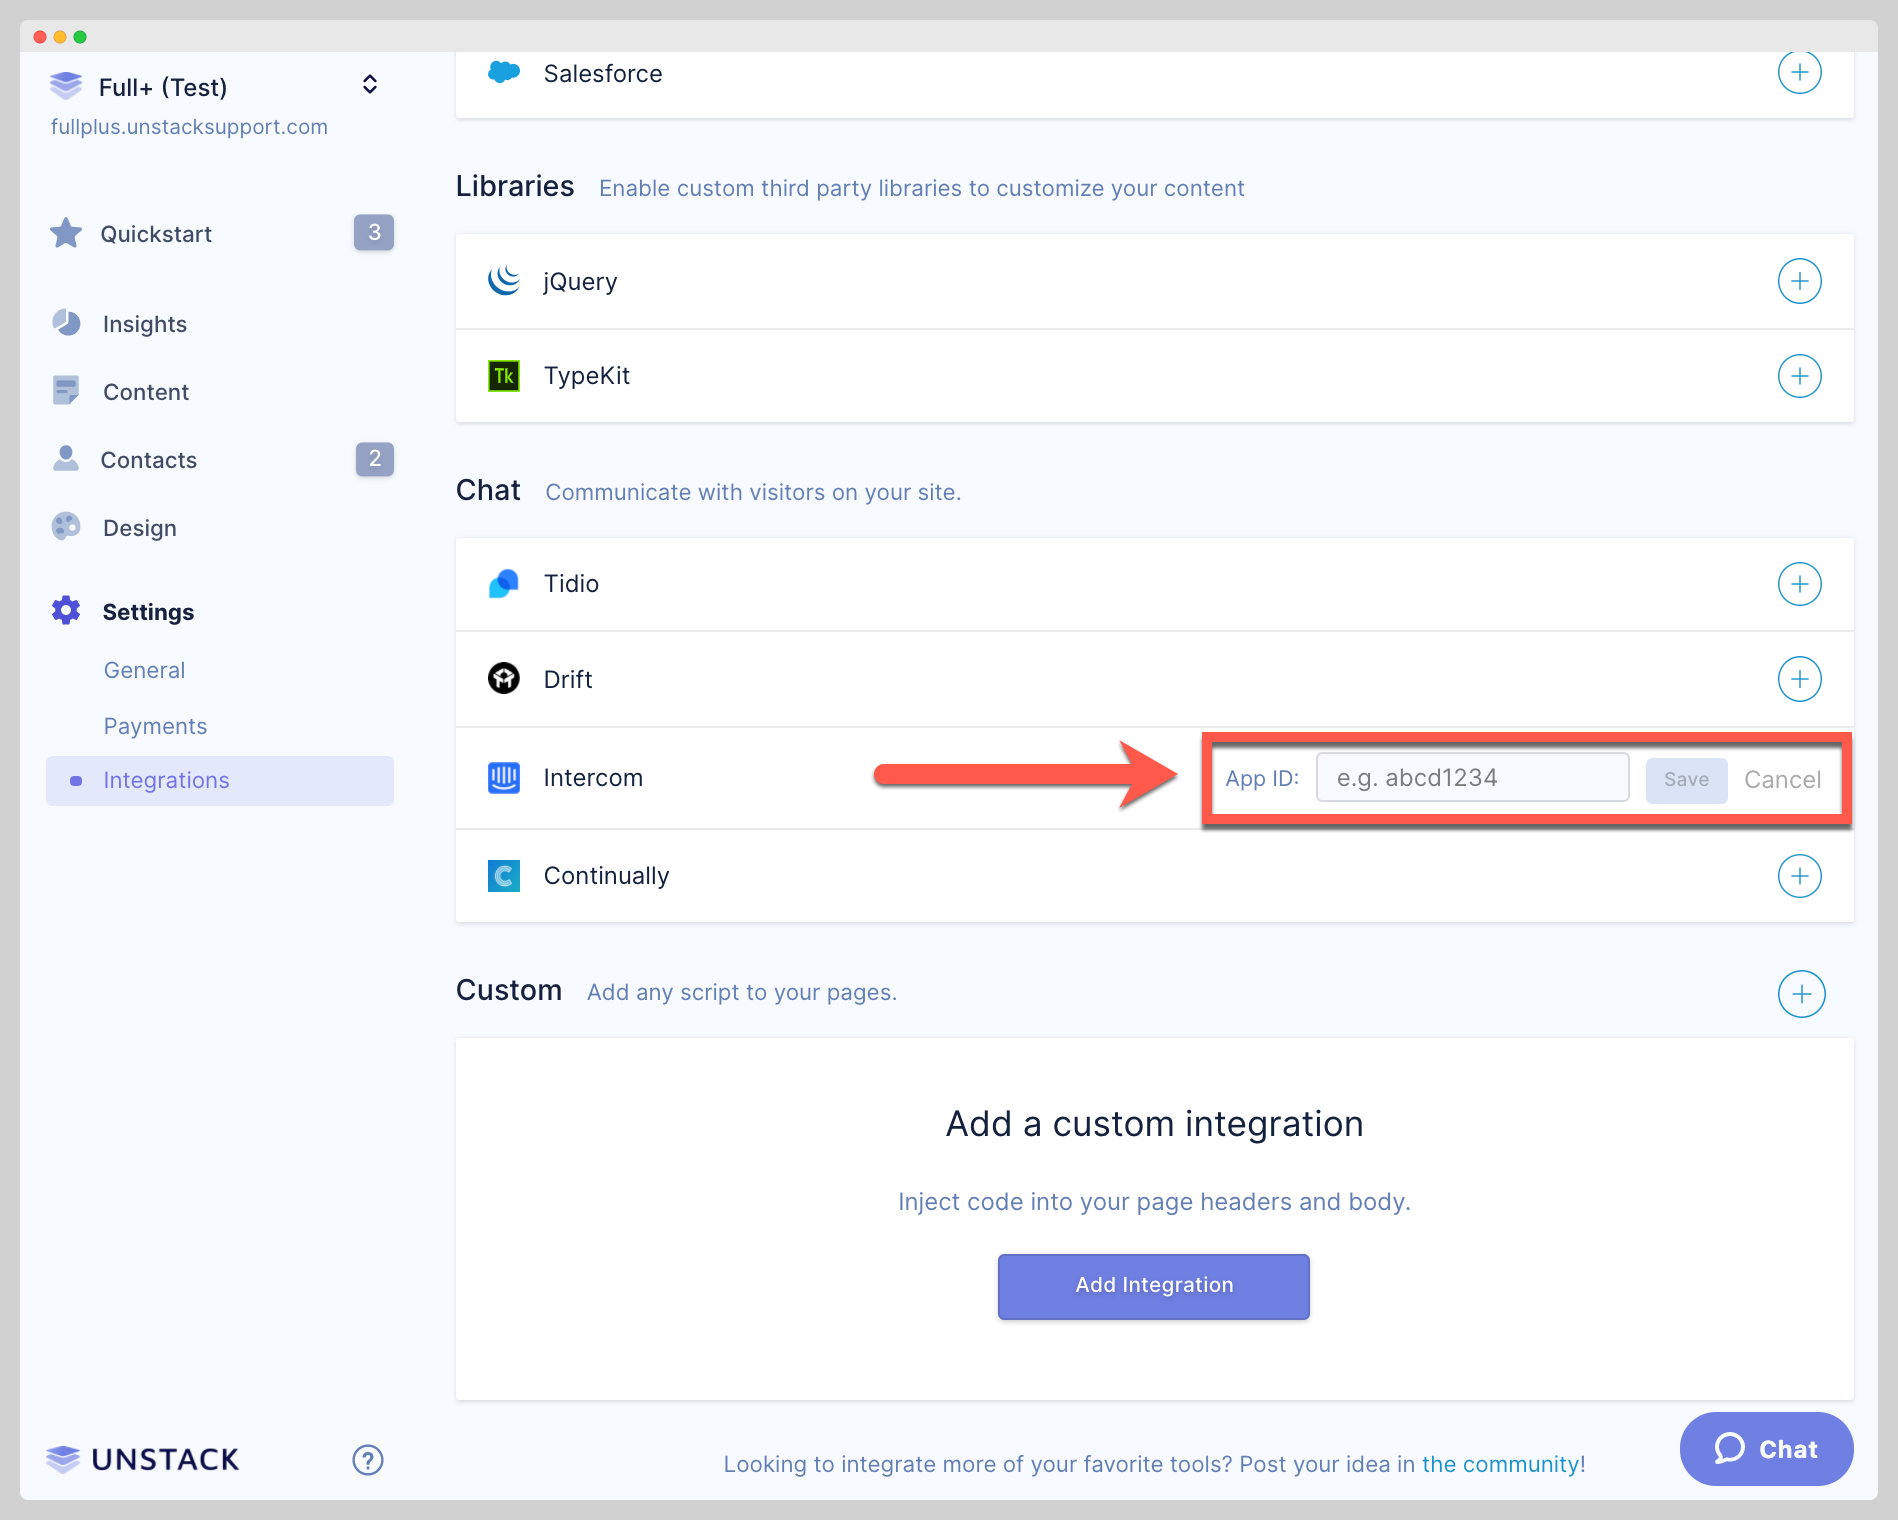 Full+ (Test)
fullplus.unstacksupport.com
Quickstart 3
Insights
Content
Contacts 2
Design
Settings
General
Payments
Integrations
UNSTACK ?
Salesforce
Libraries Enable custom third party libraries to customize your content
jQuery
Tk TypeKit
Chat Communicate with visitors on your site.
Tidio
Drift
Intercom App ID: e.g. abcd1234 Save Cancel
C Continually
Custom Add any script to your pages.
Add a custom integration
Inject code into your page headers and body.
Add Integration
Looking to integrate more of your favorite tools? Post your idea in the community!
Chat